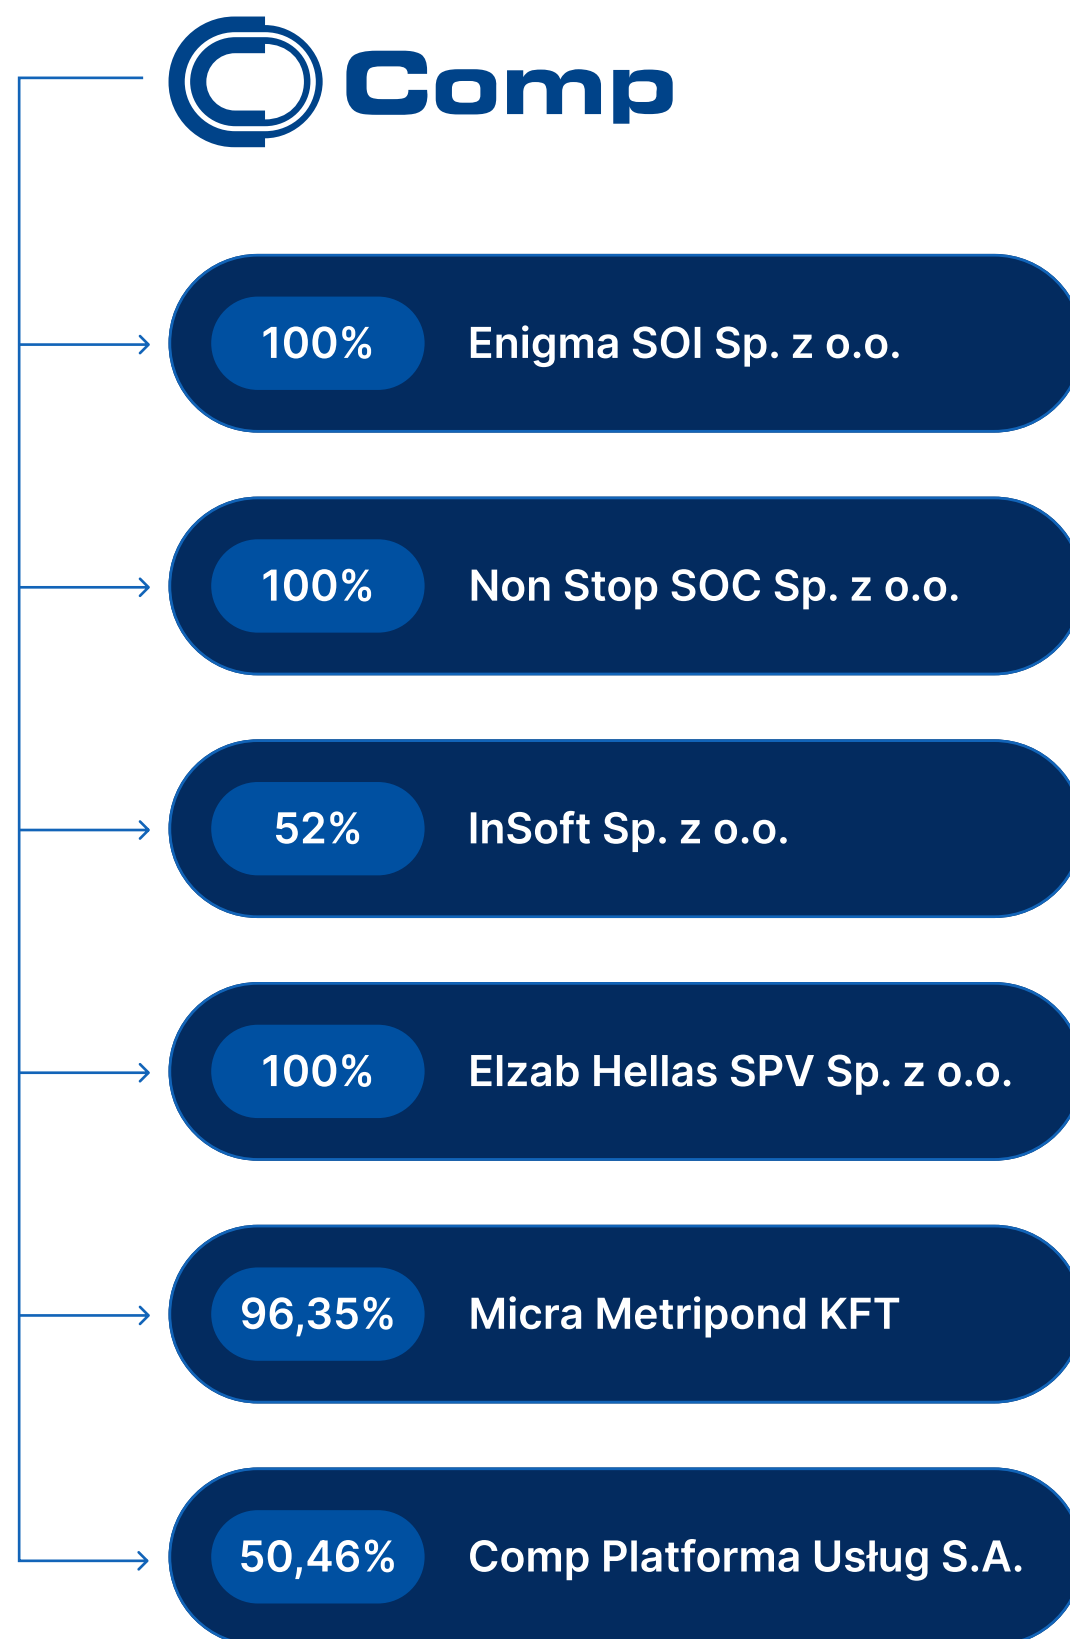 Comp
100% Enigma SOI Sp. z o.o.
100% Non Stop SOC Sp. z o.o.
52% InSoft Sp. z o.o.
100% Elzab Hellas SPV Sp. z o.o.
96,35% Micra Metripond KFT
50,46% Comp Platforma Usług S.A.